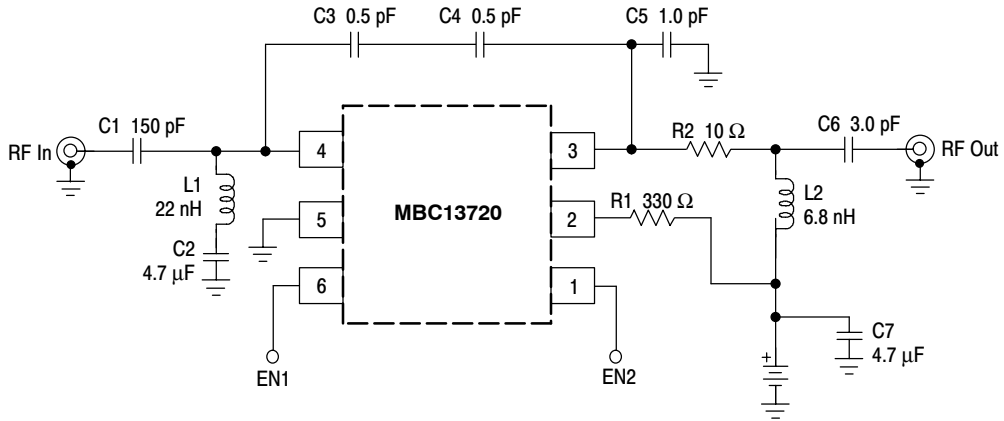 C3 0.5 pF
C4 0.5 pF
C5 1.0 pF
C1 150 pF
RF In
4
3
R2 10 Ω
C6 3.0 pF
RF Out
L1
22 nH
MBC13720
L2
6.8 nH
5
2
R1 330 Ω
C2
4.7 μF
6
1
EN1
EN2
C7
4.7 μF
+